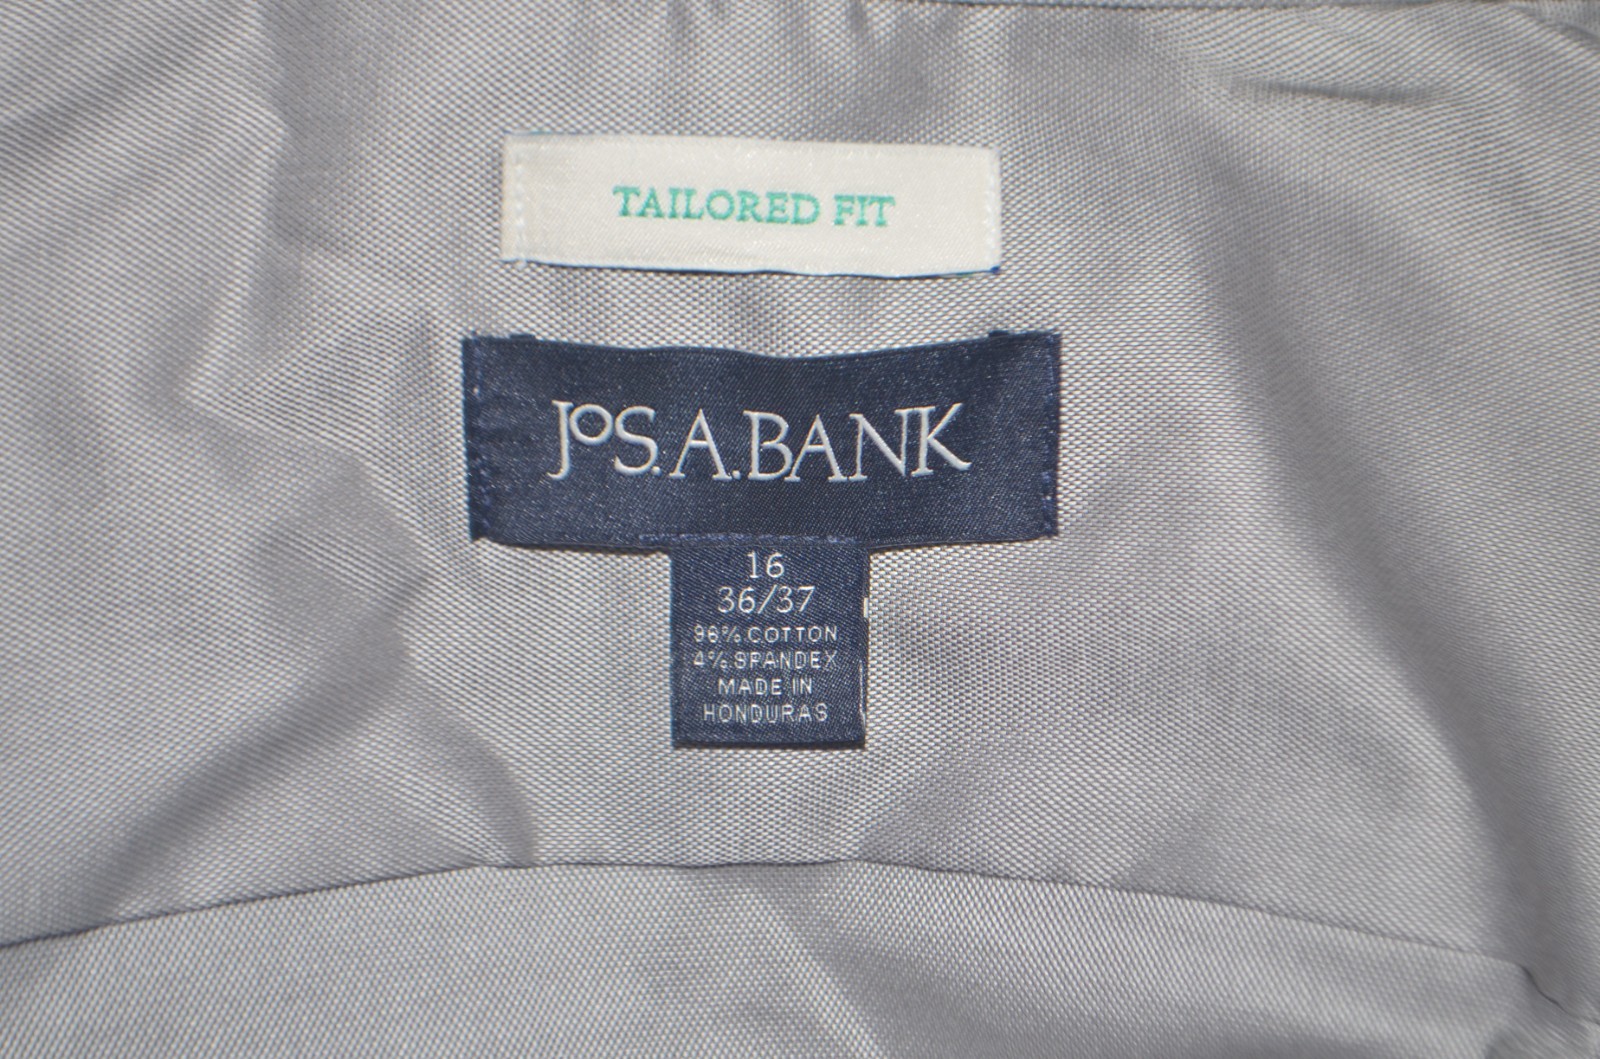 TAILORED FIT
JOS. A. BANK
16
36/37
96% COTTON
4% SPANDEX
MADE IN
HONDURAS